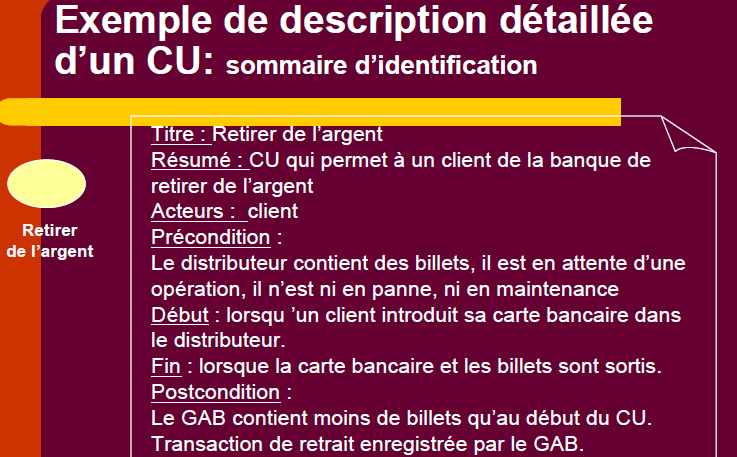 Exemple de description détaillée
d’un CU: sommaire d’identification
Titre : Retirer de l’argent
Résumé : CU qui permet à un client de la banque de
retirer de l’argent
Acteurs : client
Précondition :
Le distributeur contient des billets, il est en attente d’une
opération, il n’est ni en panne, ni en maintenance
Début : lorsqu ’un client introduit sa carte bancaire dans
le distributeur.
Fin : lorsque la carte bancaire et les billets sont sortis.
Postcondition :
Le GAB contient moins de billets qu’au début du CU.
Transaction de retrait enregistrée par le GAB.
Retirer
de l’argent